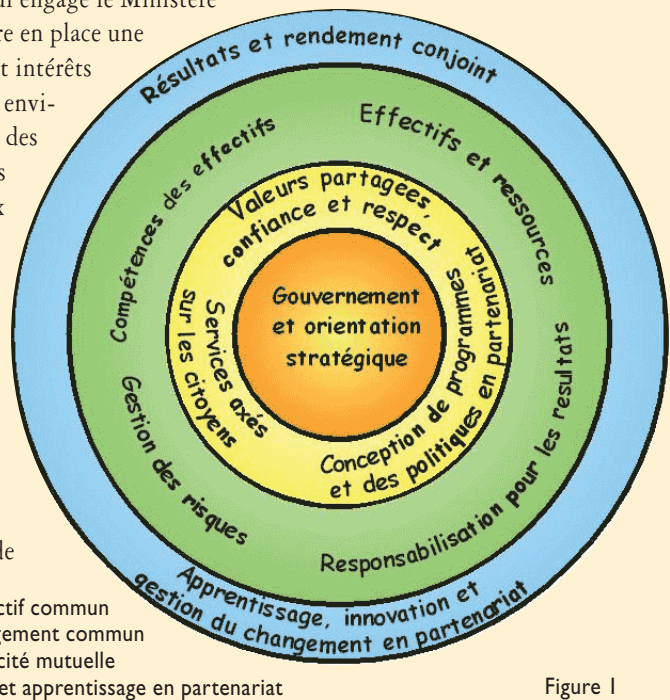 engage le Ministère
re en place une
t intérêts
envi-
des
s
x
Résultats et rendement conjoint
Compétences des effectifs
Effectifs et ressources
Valeurs partagées,
confiance et respect
Gouvernement
et orientation
stratégique
Services axés
sur les citoyens
Conception de programmes
et des politiques en partenariat
Gestion des risques
Responsabilisation pour les resultats
Apprentissage, innovation et
gestion du changement en partenariat
de
ctif commun
gement commun
cité mutuelle
et apprentissage en partenariat
Figure 1